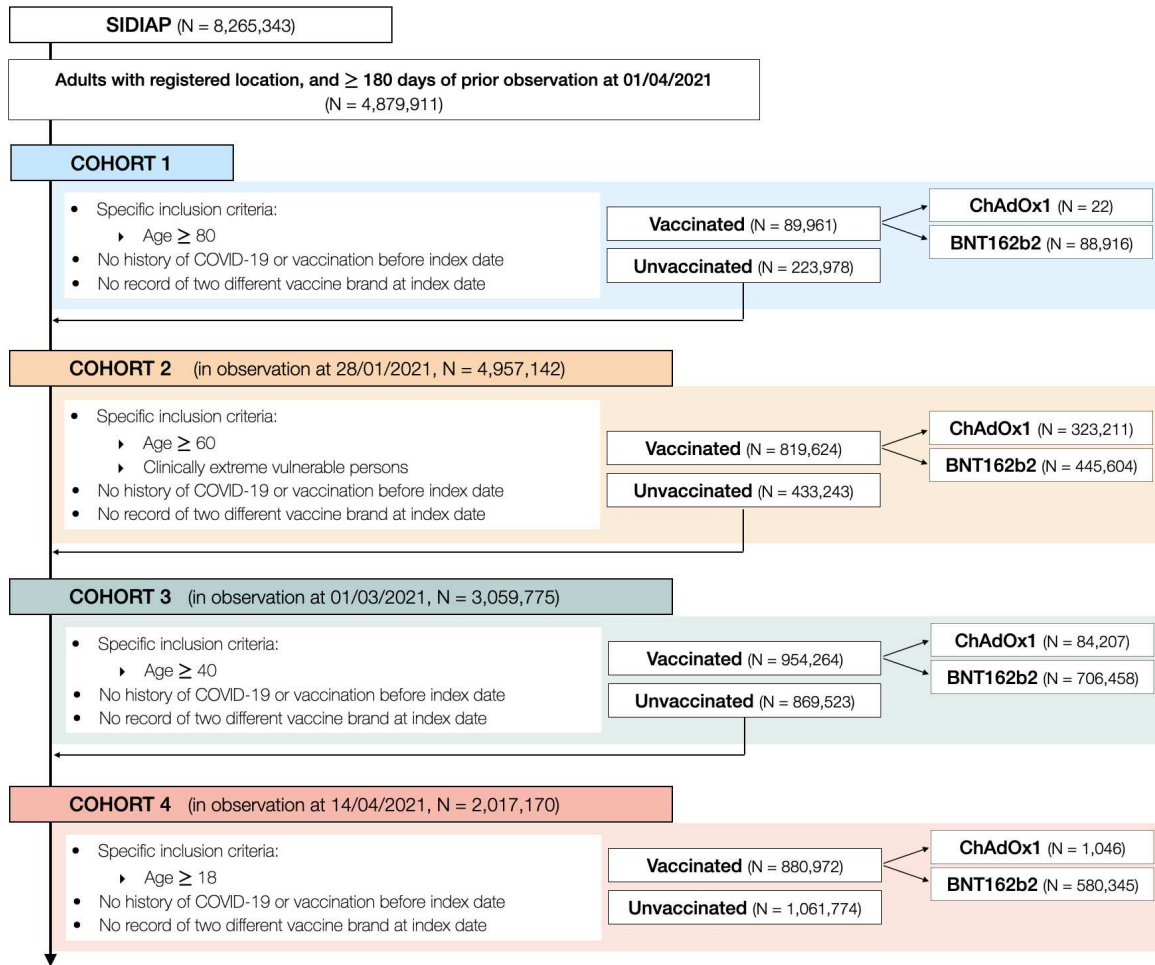 SIDIAP (N = 8,265,343)
Adults with registered location, and ≥ 180 days of prior observation at 01/04/2021
(N = 4,879,911)
COHORT 1
• Specific inclusion criteria:
‣ Age ≥ 80
• No history of COVID-19 or vaccination before index date
• No record of two different vaccine brand at index date
Vaccinated (N = 89,961)
Unvaccinated (N = 223,978)
ChAdOx1 (N = 22)
BNT162b2 (N = 88,916)
COHORT 2 (in observation at 28/01/2021, N = 4,957,142)
• Specific inclusion criteria:
‣ Age ≥ 60
‣ Clinically extreme vulnerable persons
• No history of COVID-19 or vaccination before index date
• No record of two different vaccine brand at index date
Vaccinated (N = 819,624)
Unvaccinated (N = 433,243)
ChAdOx1 (N = 323,211)
BNT162b2 (N = 445,604)
COHORT 3 (in observation at 01/03/2021, N = 3,059,775)
• Specific inclusion criteria:
‣ Age ≥ 40
• No history of COVID-19 or vaccination before index date
• No record of two different vaccine brand at index date
Vaccinated (N = 954,264)
Unvaccinated (N = 869,523)
ChAdOx1 (N = 84,207)
BNT162b2 (N = 706,458)
COHORT 4 (in observation at 14/04/2021, N = 2,017,170)
• Specific inclusion criteria:
‣ Age ≥ 18
• No history of COVID-19 or vaccination before index date
• No record of two different vaccine brand at index date
Vaccinated (N = 880,972)
Unvaccinated (N = 1,061,774)
ChAdOx1 (N = 1,046)
BNT162b2 (N = 580,345)